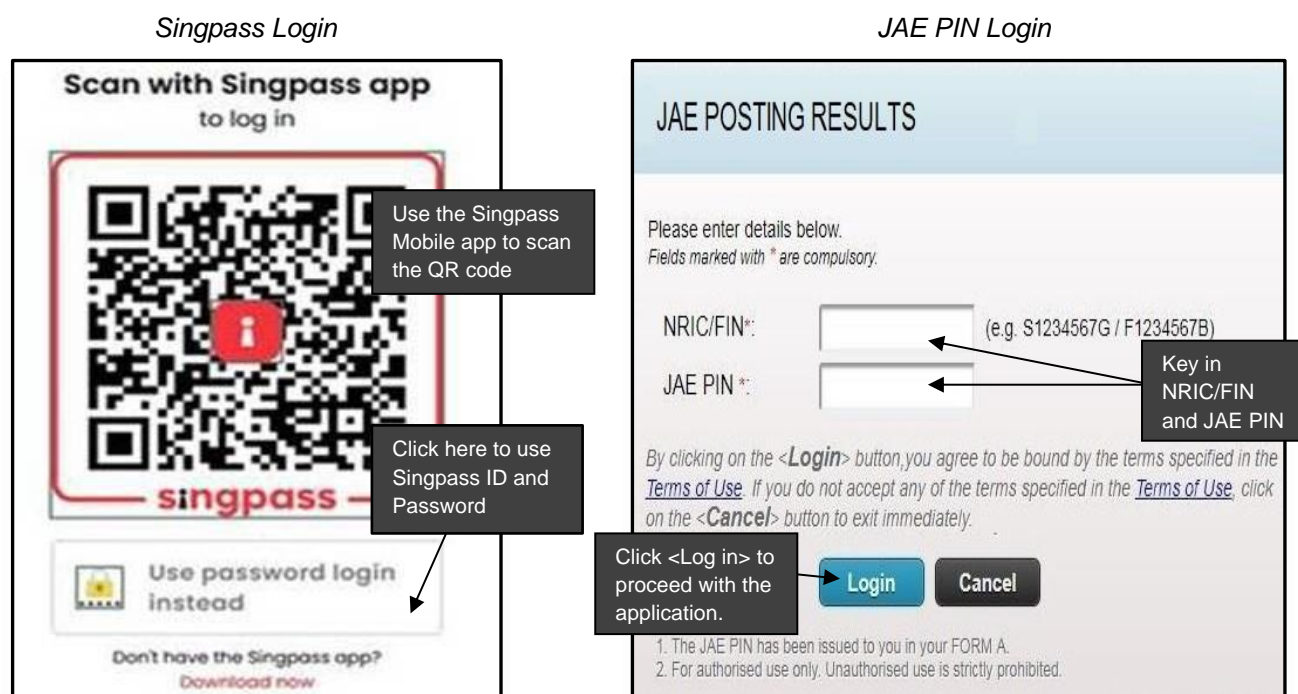 Singpass Login
Scan with Singpass app
to log in
Use the Singpass
Mobile app to scan
the QR code
Click here to use
Singpass ID and
Password
singpass
Use password login
instead
Don't have the Singpass app?
Download now
JAE PIN Login
JAE POSTING RESULTS
Please enter details below.
Fields marked with * are compulsory.
NRIC/FIN*:
(e.g. S1234567G / F1234567B)
JAE PIN *:
Key in
NRIC/FIN
and JAE PIN
By clicking on the <Login> button,you agree to be bound by the terms specified in the
Terms of Use. If you do not accept any of the terms specified in the Terms of Use, click
on the <Cancel> button to exit immediately.
Click <Log in> to
proceed with the
application.
Login
Cancel
1. The JAE PIN has been issued to you in your FORM A.
2. For authorised use only. Unauthorised use is strictly prohibited.